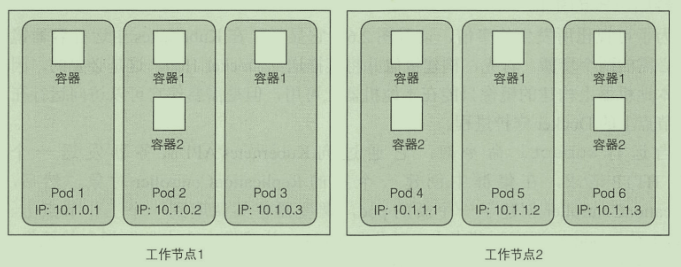 容器
容器1
容器1
容器2
Pod 1
IP: 10.1.0.1
Pod 2
IP: 10.1.0.2
Pod 3
IP: 10.1.0.3
工作节点1
容器
容器1
容器1
容器2
容器2
Pod 4
IP: 10.1.1.1
Pod 5
IP: 10.1.1.2
Pod 6
IP: 10.1.1.3
工作节点2